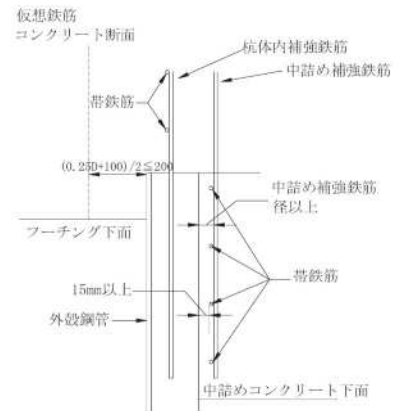 仮想鉄筋
コンクリート断面
杭体内補強鉄筋
中詰め補強鉄筋
帯鉄筋
(0.25D+100)/2≦200
中詰め補強鉄筋
径以上
フーチング下面
帯鉄筋
15mm以上
外殻鋼管
中詰めコンクリート下面